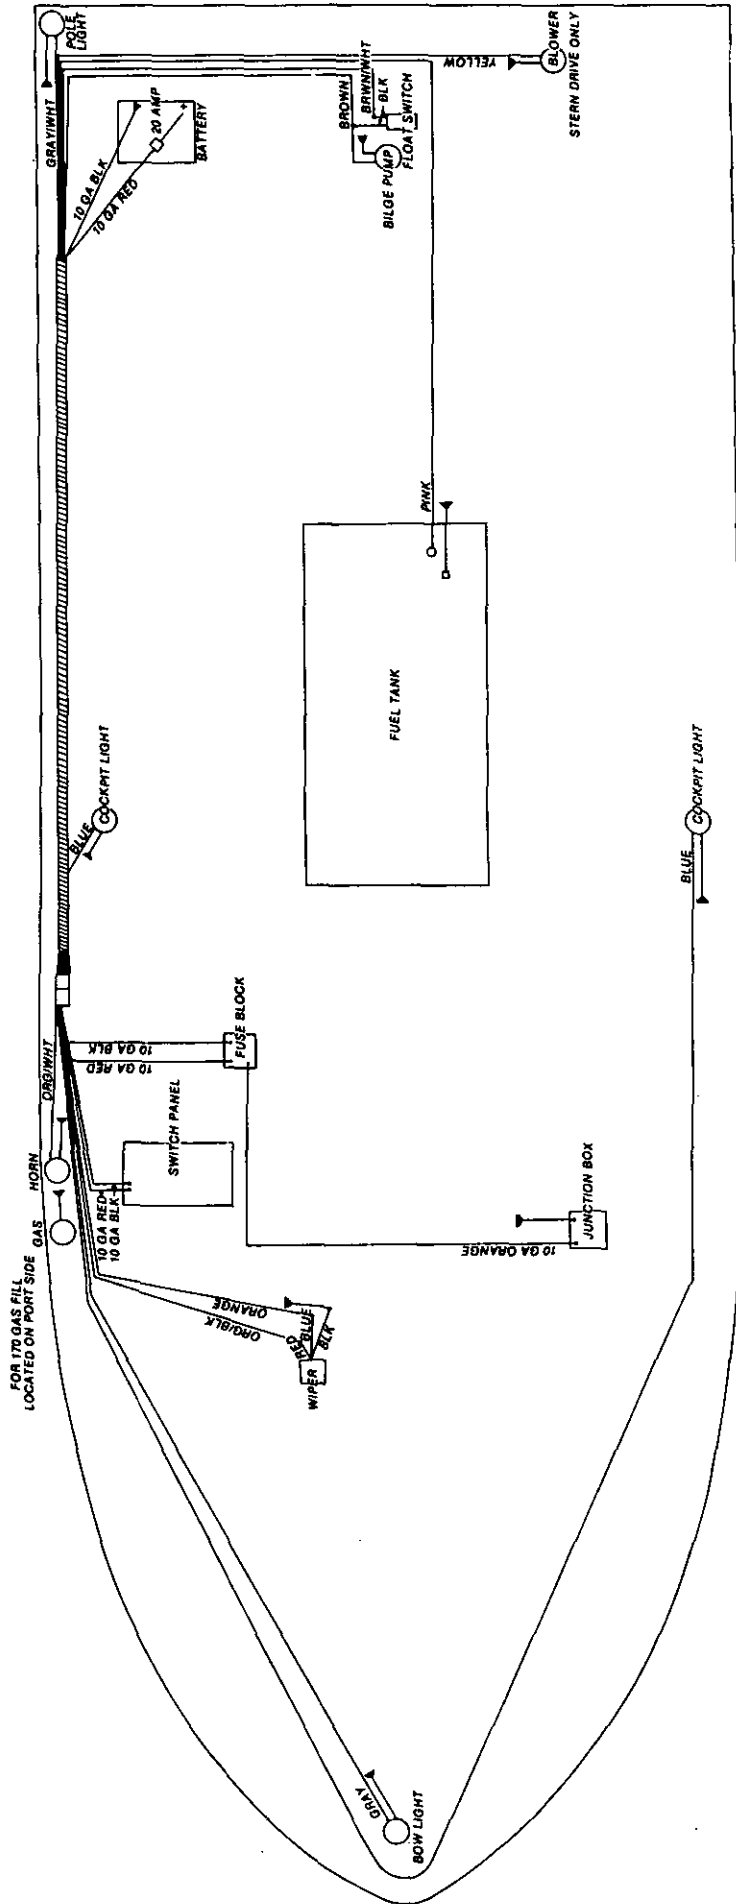 POLE
LIGHT
GRAY/WHT
20 AMP
BATTERY
10 GA BLK
10 GA RED
BROWN
BRWN/WHT
BLK
FLOAT SWITCH
BILGE PUMP
YELLOW
BLOWER
STERN DRIVE ONLY
PINK
FUEL TANK
BLUE
COCKPIT LIGHT
BLUE
COCKPIT LIGHT
ORG/WHT
HORN
GAS
FOR 170 GAS FILL
LOCATED ON PORT SIDE
10 GA BLK
10 GA RED
FUSE BLOCK
SWITCH PANEL
10 GA RED
10 GA BLK
10 GA ORANGE
JUNCTION BOX
ORANGE
ORG/BLK
RED
BLUE
BLK
WIPER
GRAY
BOW LIGHT